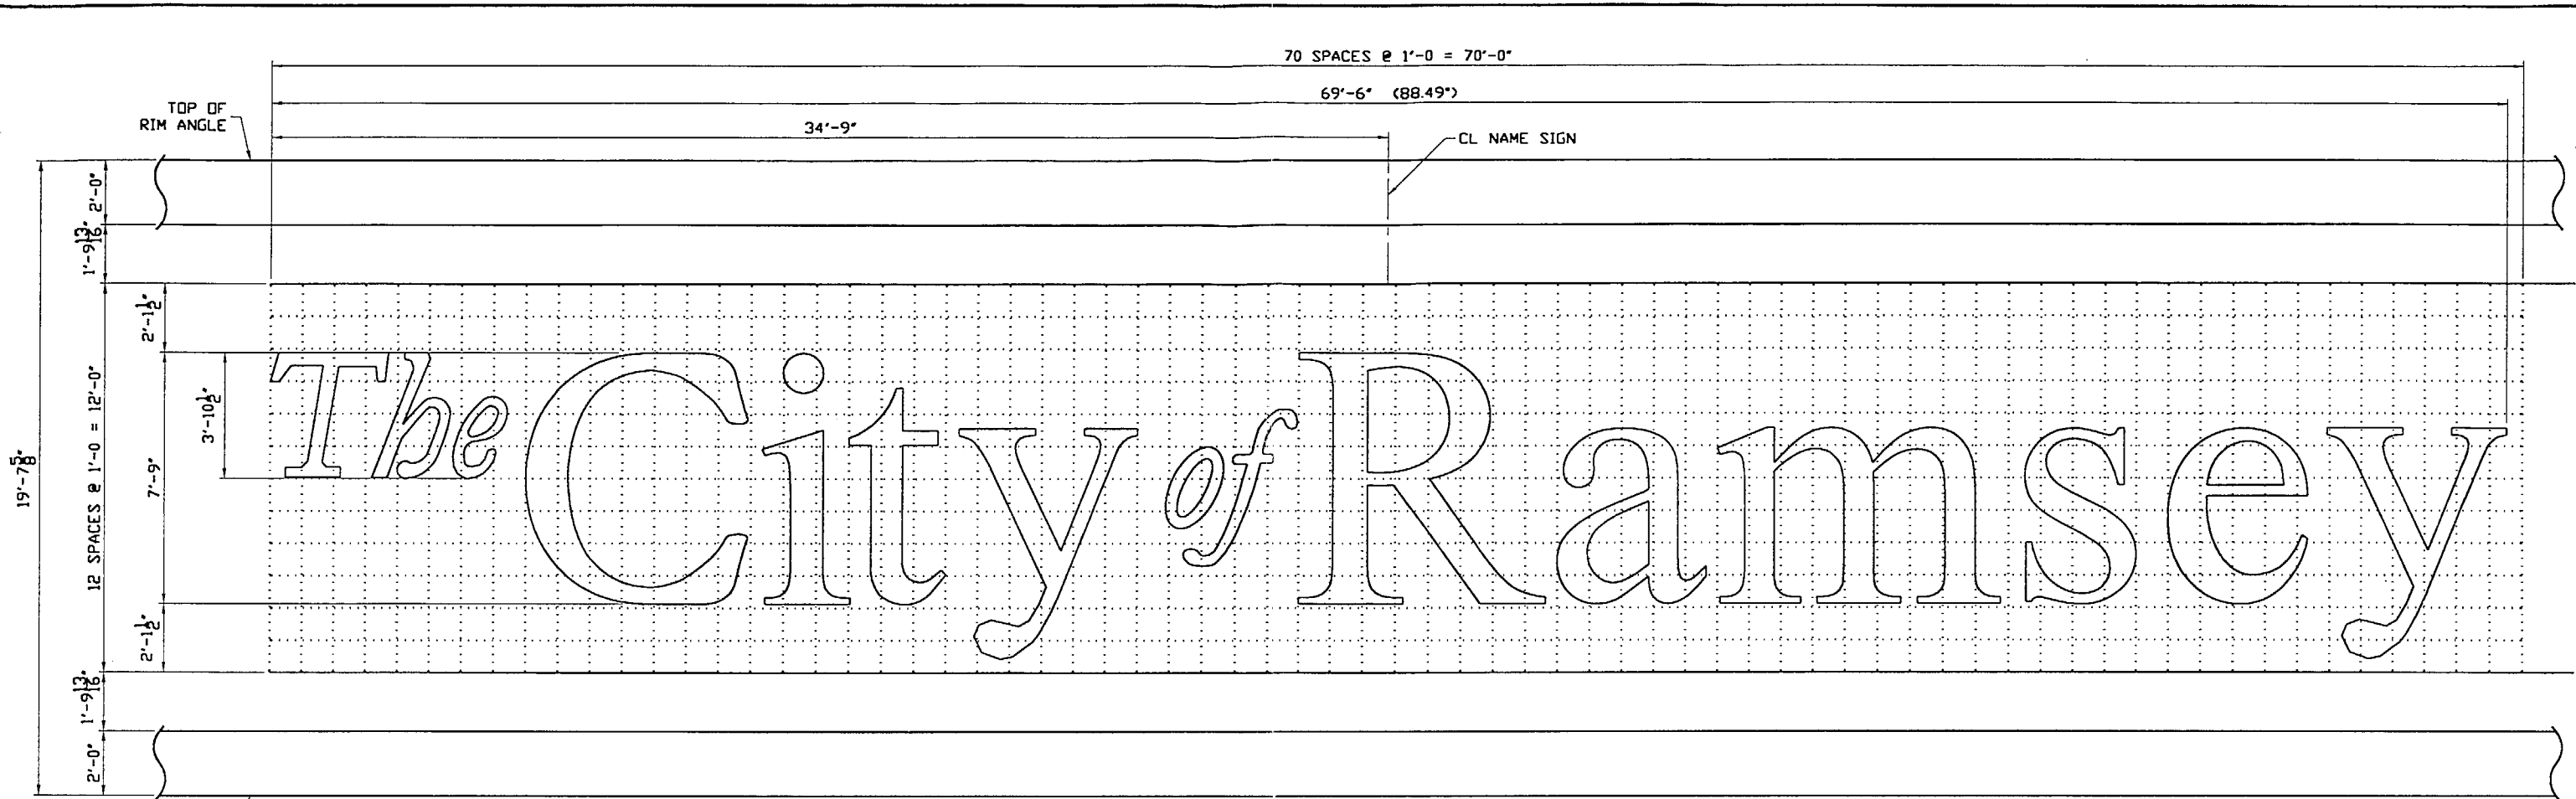 70 SPACES @ 1'-0 = 70'-0"
69'-6" (88.49°)
34'-9"
TOP OF
RIM ANGLE
CL NAME SIGN
2'-0"
1'-9 13/16"
2'-1 1/2"
3'-10 1/2"
7'-9"
12 SPACES @ 1'-0 = 12'-0"
19'-7 5/8"
The City of Ramsey
2'-1 1/2"
1'-9 13/16"
2'-0"